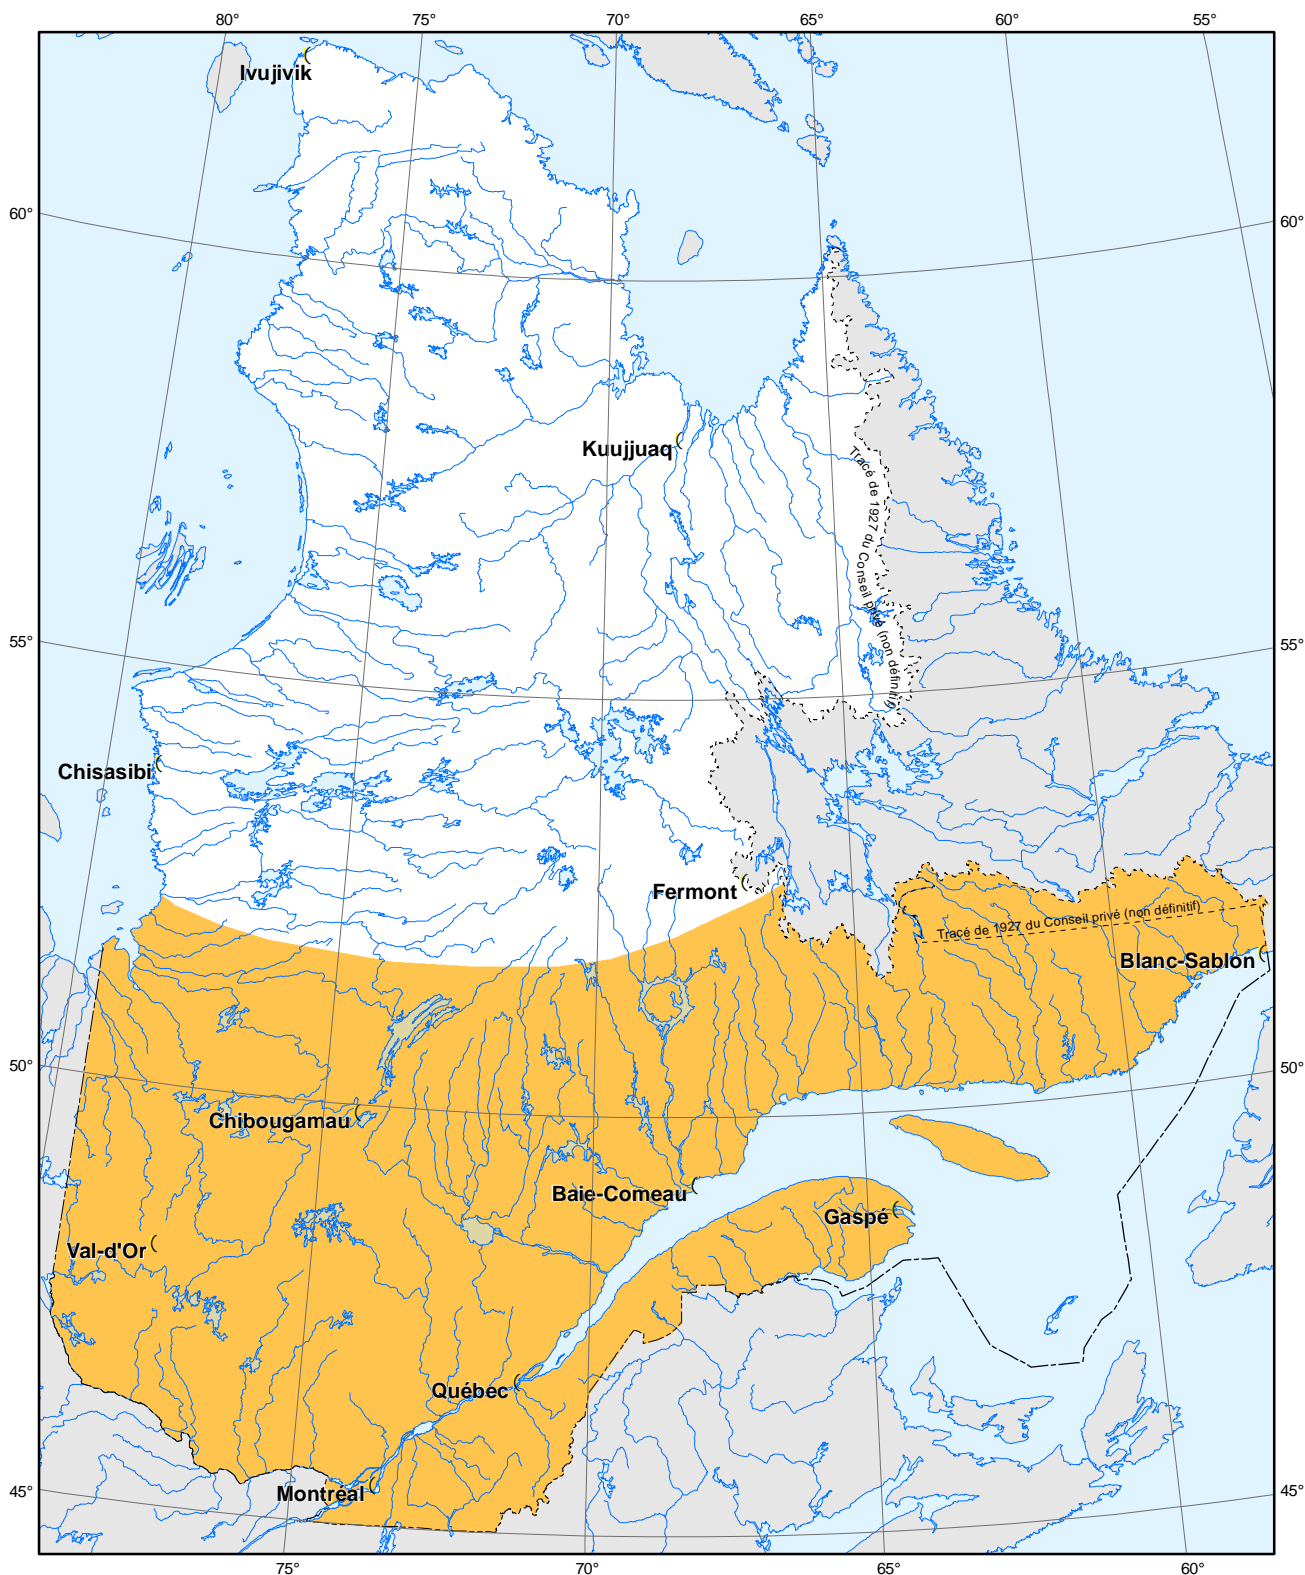 80° 75° 70° 65° 60° 55°
Ivujivik
60° 60°
Kuujjuaq
Tracé de 1927 du Conseil privé (non définitif)
55° 55°
Chisasibi
Fermont
Tracé de 1927 du Conseil privé (non définitif)
Blanc-Sablon
50° 50°
Chibougamau
Baie-Comeau
Gaspé
Val-d'Or
Québec
Montréal
45° 45°
75° 70° 65° 60°